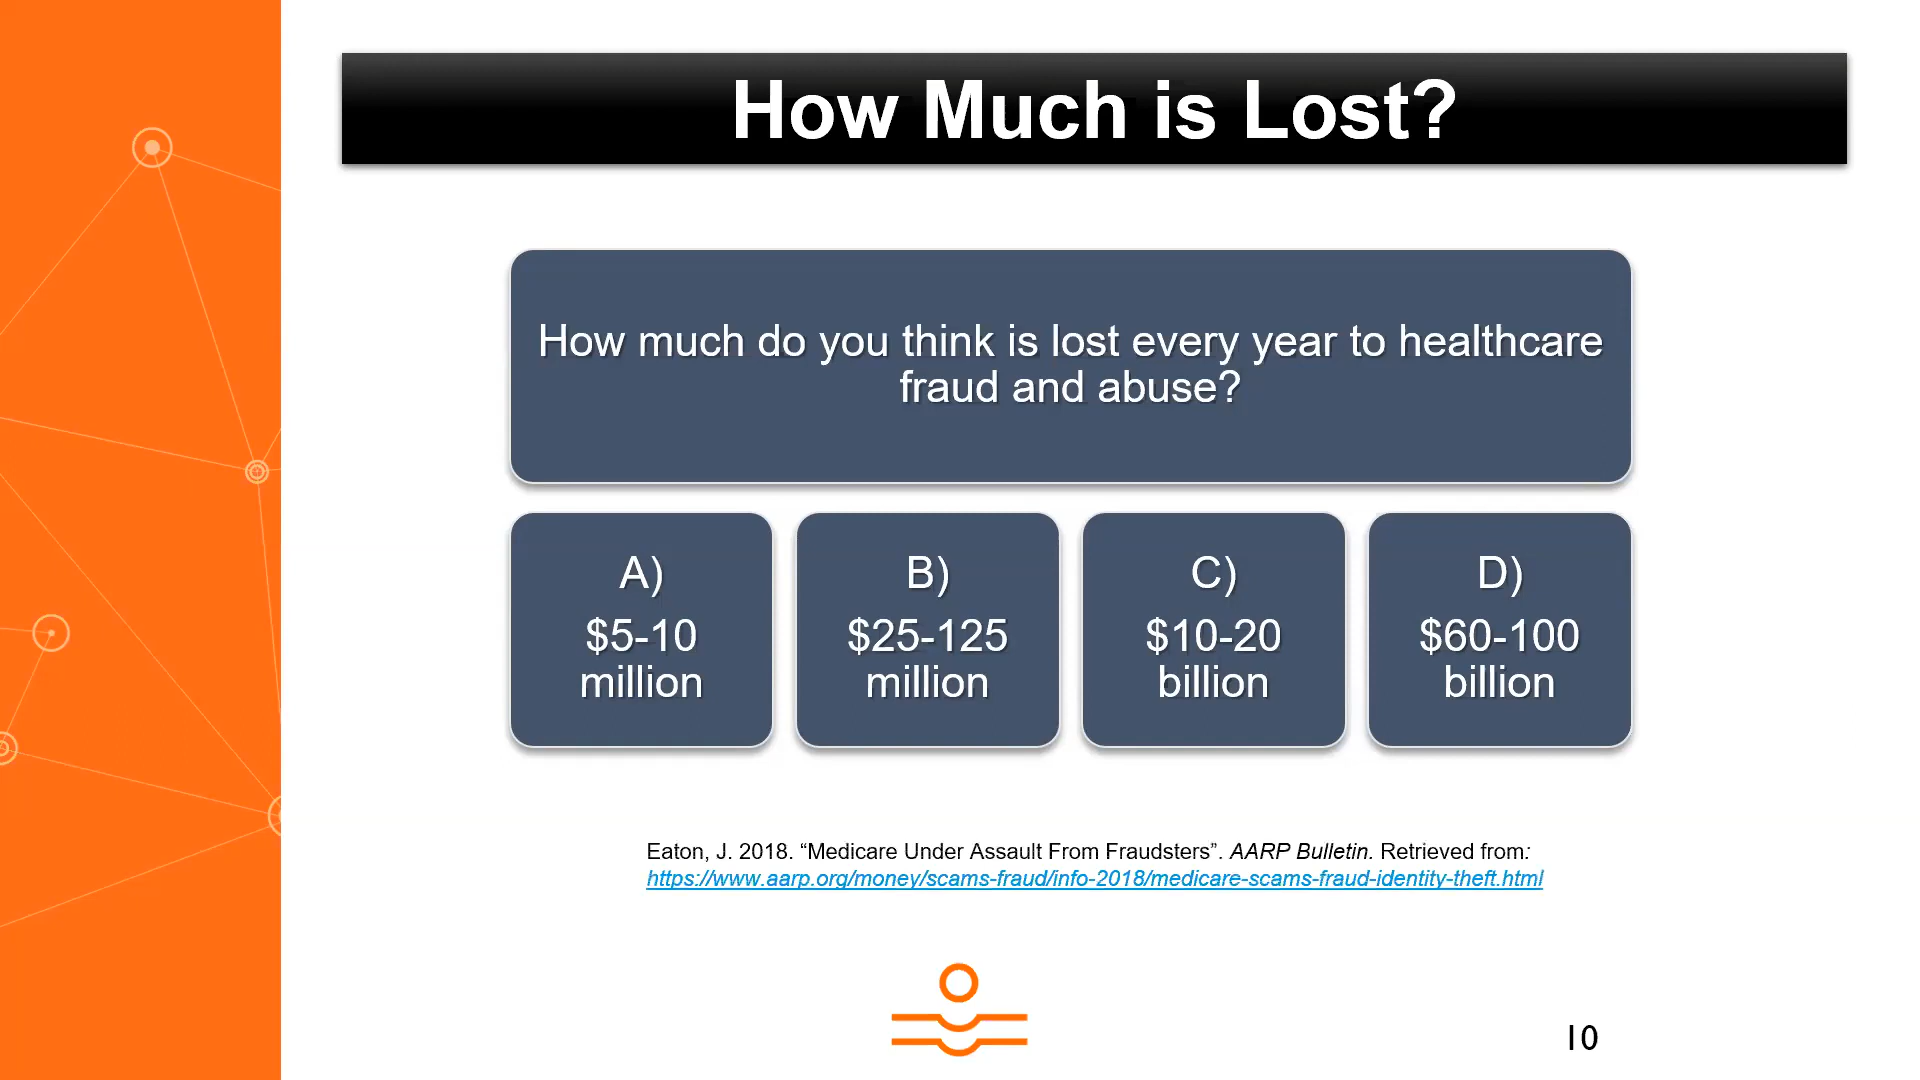 How Much is Lost?
How much do you think is lost every year to healthcare
fraud and abuse?
A)
$5-10
million
B)
$25-125
million
C)
$10-20
billion
D)
$60-100
billion
Eaton, J. 2018. “Medicare Under Assault From Fraudsters”. AARP Bulletin. Retrieved from:
https://www.aarp.org/money/scams-fraud/info-2018/medicare-scams-fraud-identity-theft.html
10